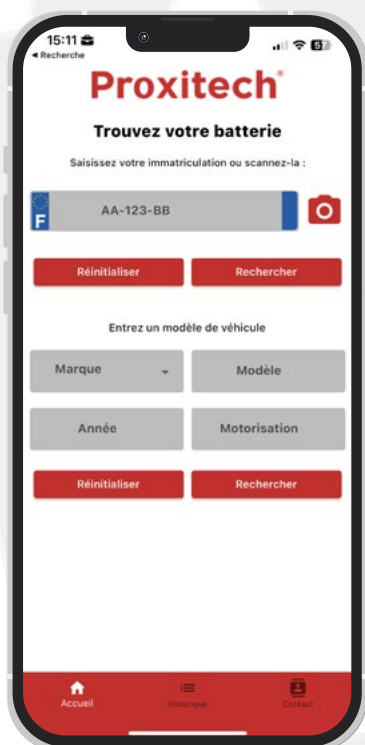 15:11
◂ Recherche
57
Proxitech®
Trouvez votre batterie
Saisissez votre immatriculation ou scannez-la :
F AA-123-BB
Réinitialiser Rechercher
Entrez un modèle de véhicule
Marque Modèle
Année Motorisation
Réinitialiser Rechercher
Accueil Historique Contact